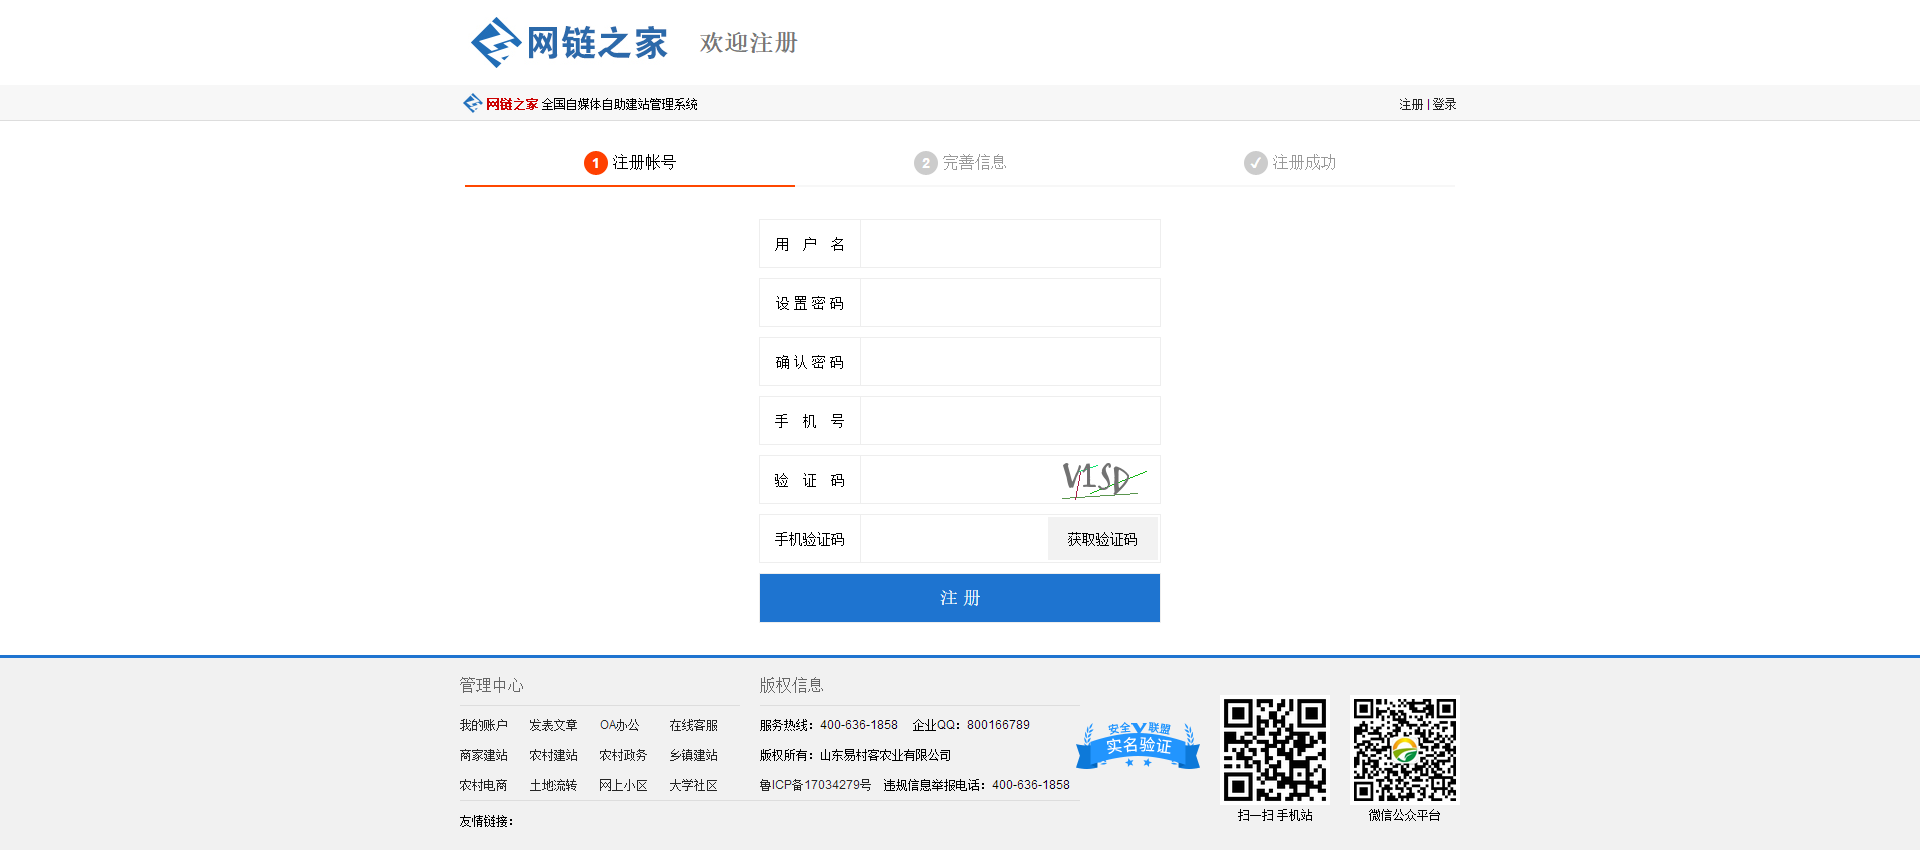 网链之家 欢迎注册
网链之家 全国自媒体自助建站管理系统 注册 | 登录
1 注册帐号 2 完善信息 注册成功
用 户 名
设 置 密 码
确 认 密 码
手 机 号
验 证 码 V1SD
手机验证码 获取验证码
注 册
管理中心 版权信息
我的账户 发表文章 OA办公 在线客服 服务热线：400-636-1858 企业QQ：800166789
商家建站 农村建站 农村政务 乡镇建站 版权所有：山东易村客农业有限公司
农村电商 土地流转 网上小区 大学社区 鲁ICP备17034279号 违规信息举报电话：400-636-1858
安全 联盟
实名验证
扫一扫 手机站 微信公众平台
友情链接：